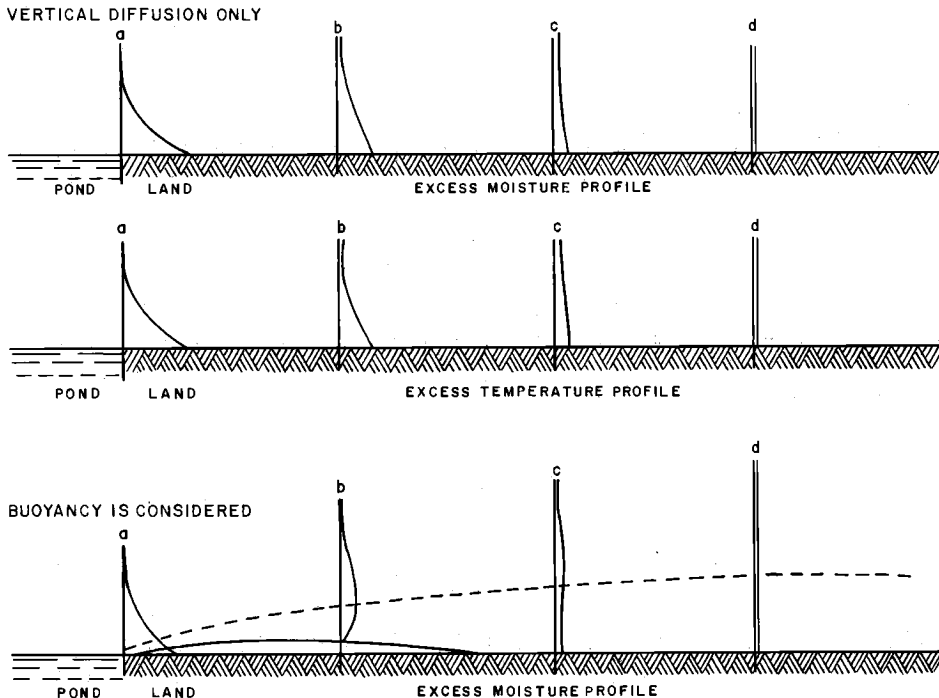 VERTICAL DIFFUSION ONLY
a b c d
POND LAND EXCESS MOISTURE PROFILE
a b c d
POND LAND EXCESS TEMPERATURE PROFILE
BUOYANCY IS CONSIDERED
a b c d
POND LAND EXCESS MOISTURE PROFILE